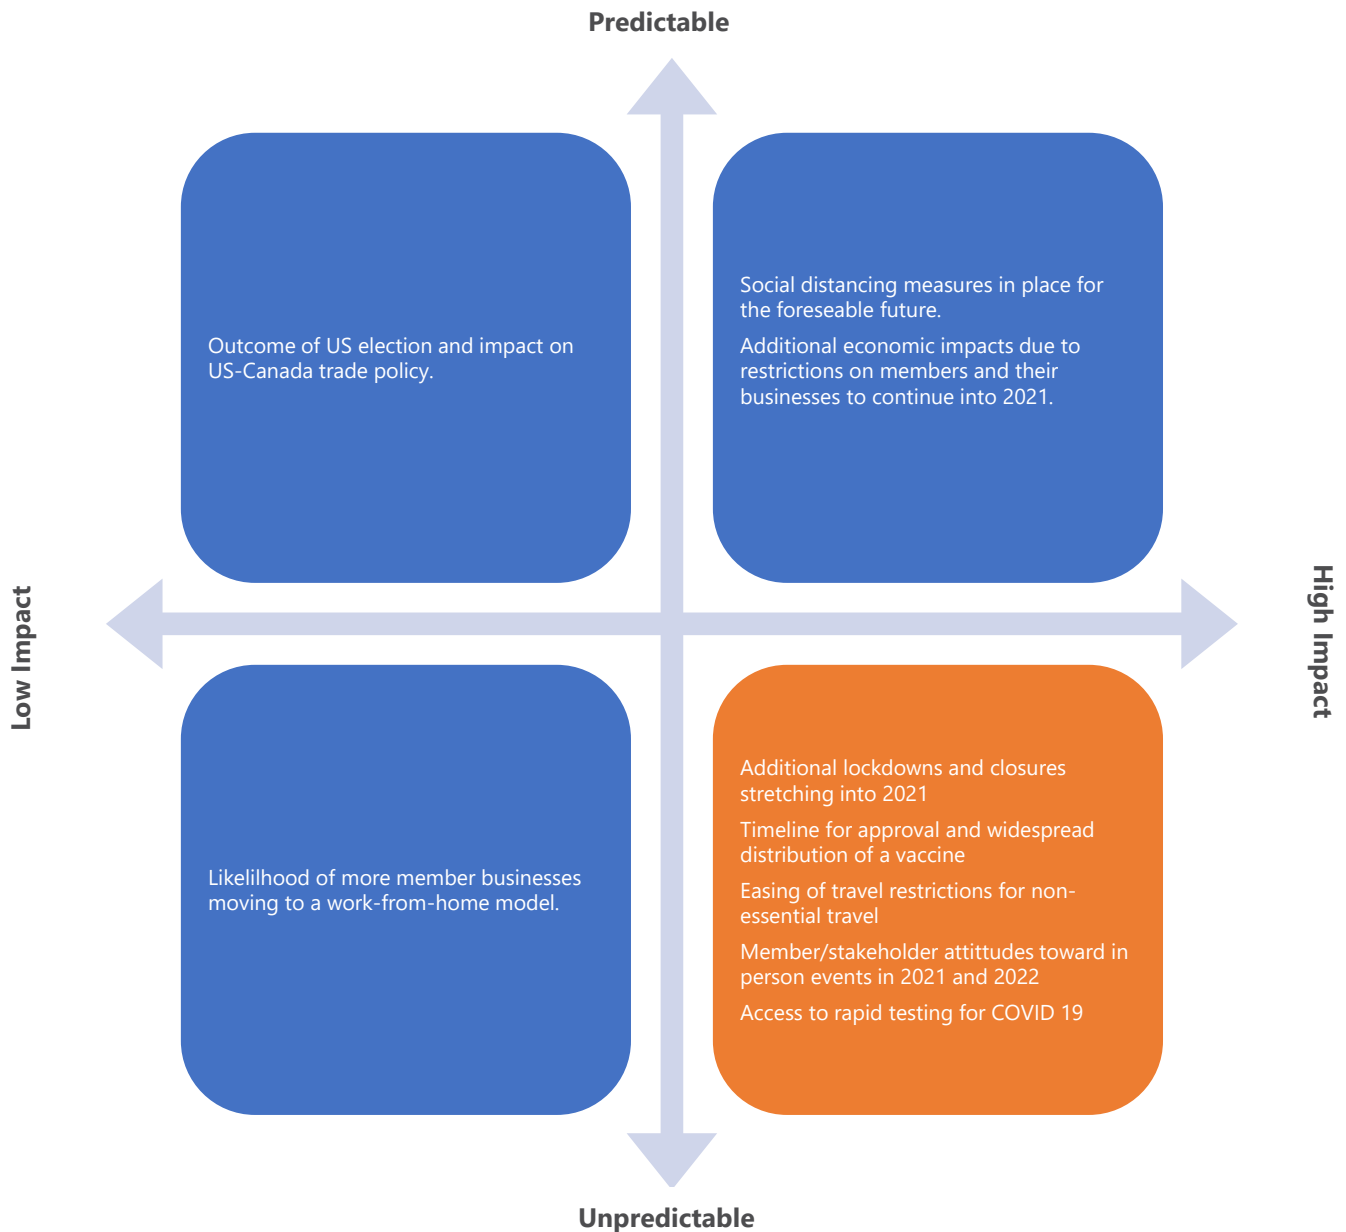 Predictable
Outcome of US election and impact on
US-Canada trade policy.
Social distancing measures in place for
the foreseable future.
Additional economic impacts due to
restrictions on members and their
businesses to continue into 2021.
Low Impact
High Impact
Likelilhood of more member businesses
moving to a work-from-home model.
Additional lockdowns and closures
stretching into 2021
Timeline for approval and widespread
distribution of a vaccine
Easing of travel restrictions for non-
essential travel
Member/stakeholder attittudes toward in
person events in 2021 and 2022
Access to rapid testing for COVID 19
Unpredictable